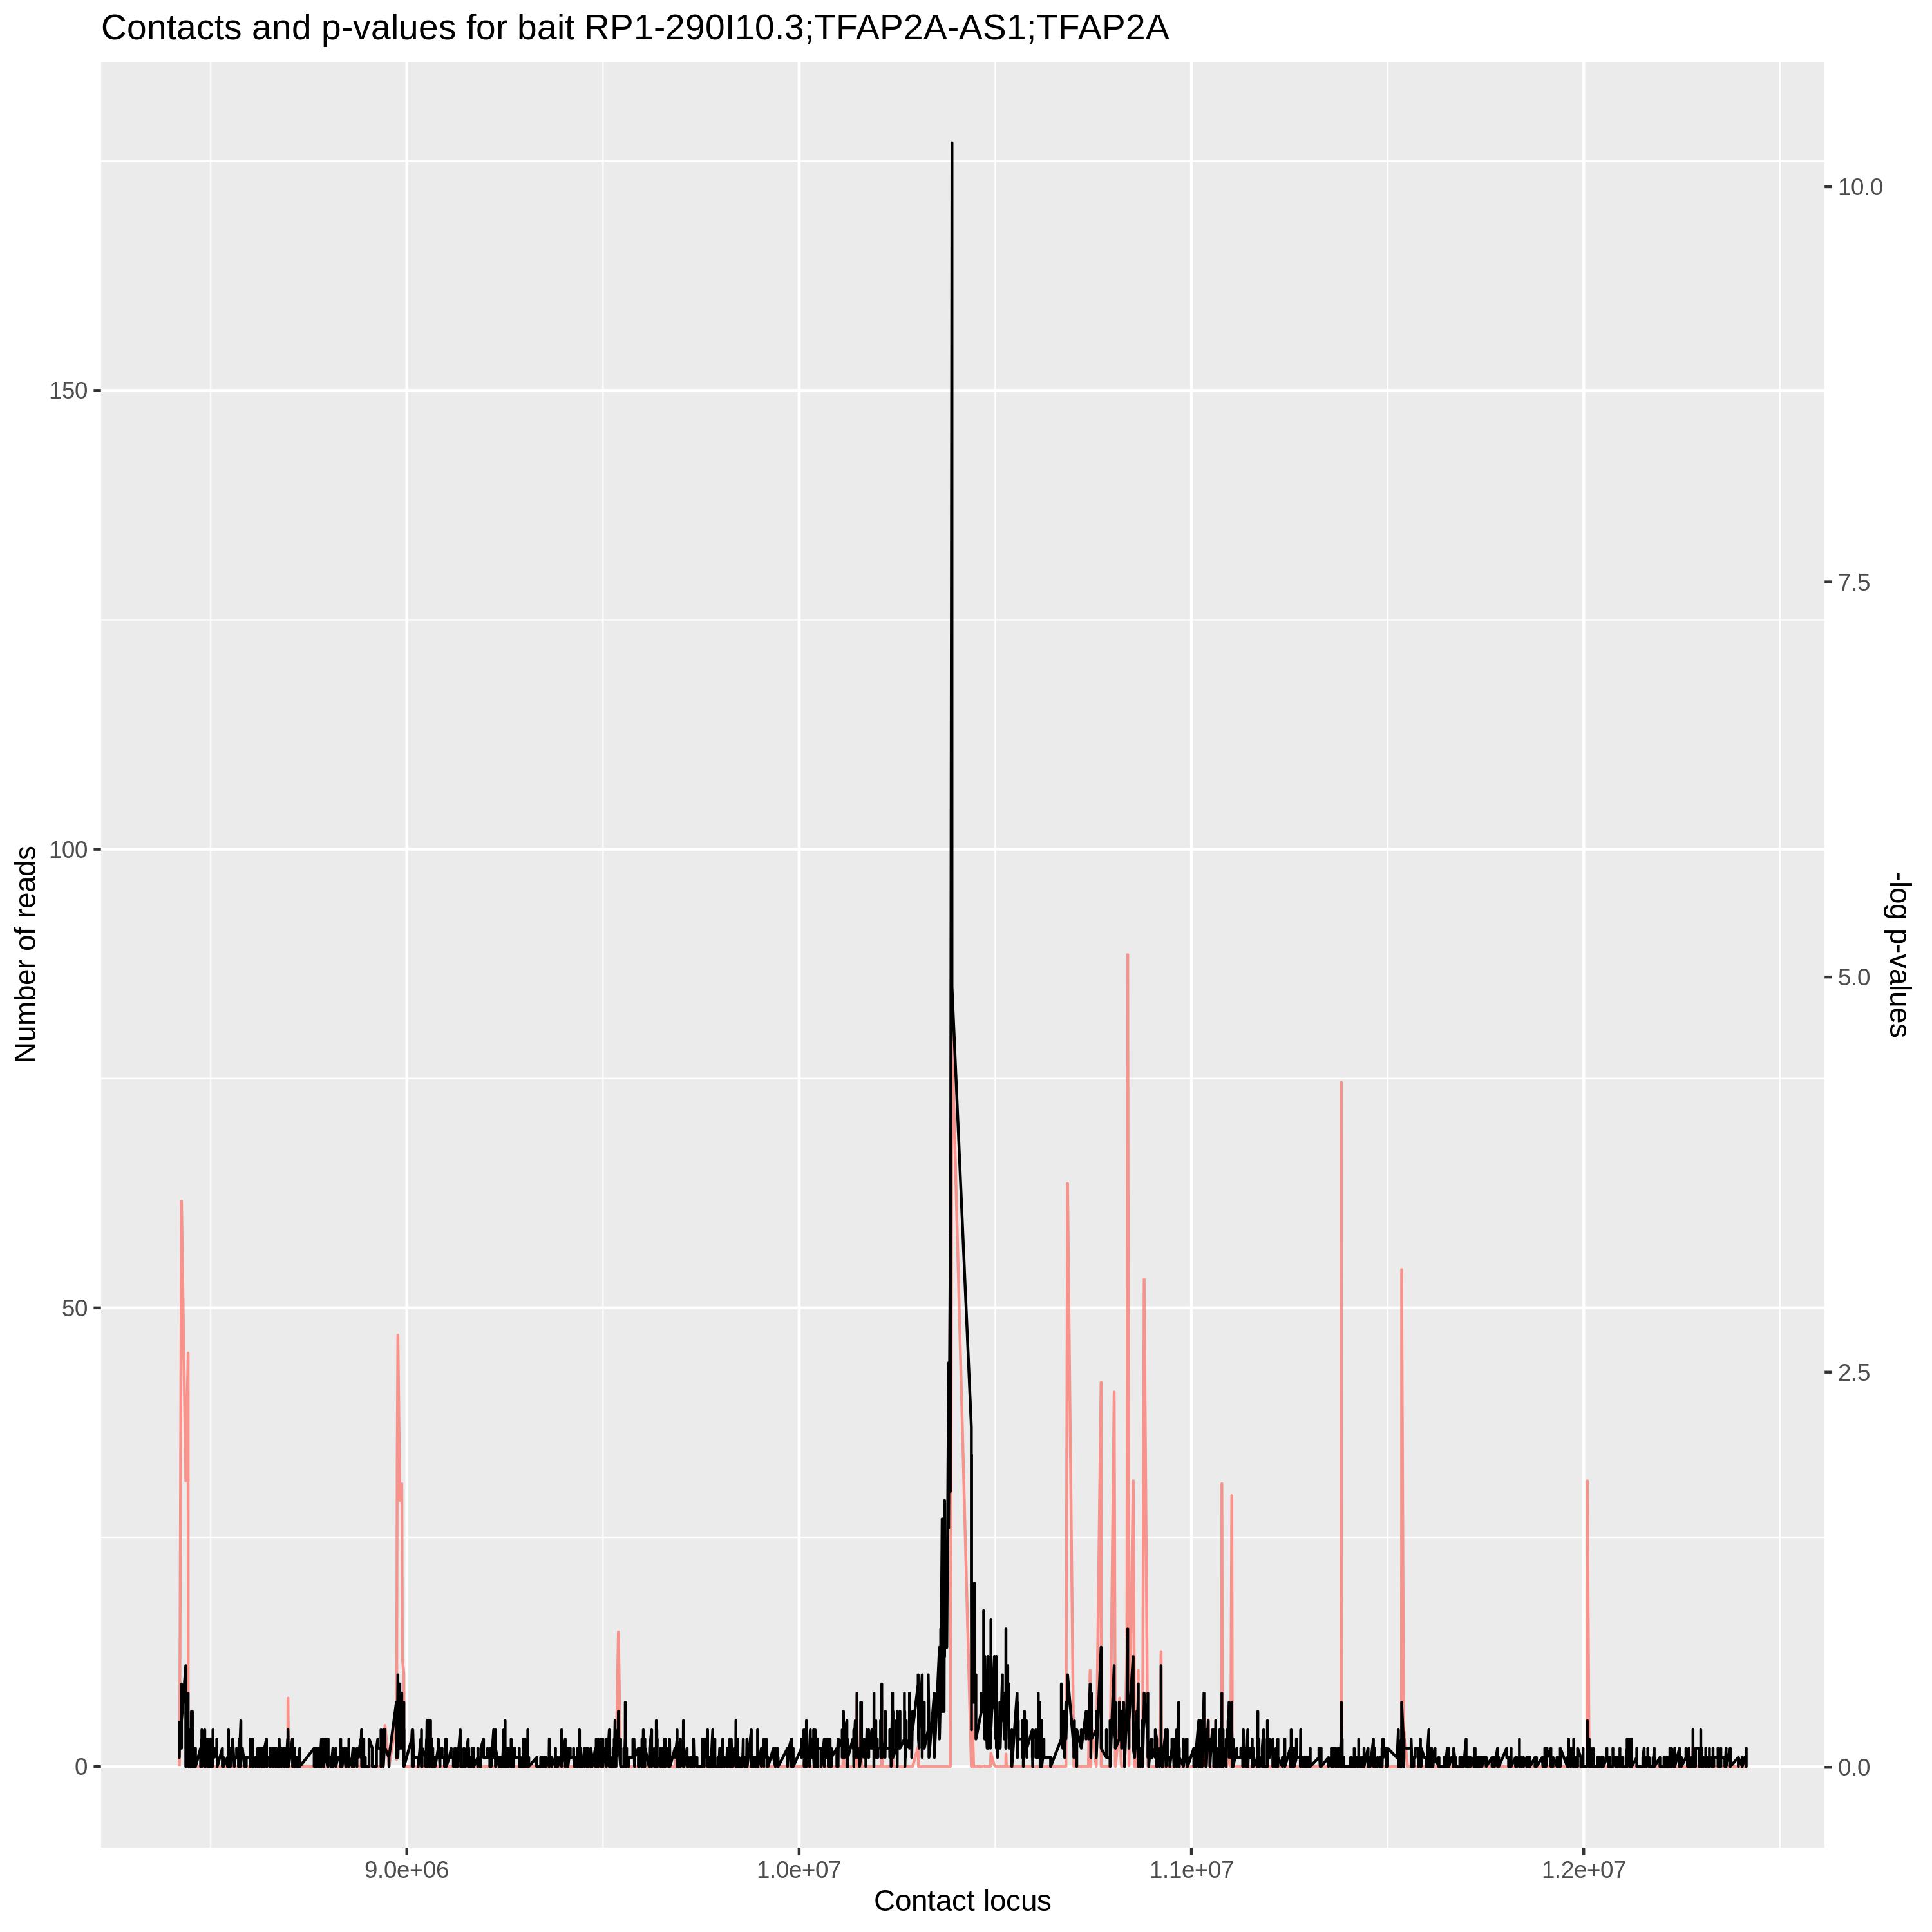 Contacts and p-values for bait RP1-290I10.3;TFAP2A-AS1;TFAP2A
150
100
50
0
Number of reads
10.0
7.5
5.0
2.5
0.0
-log p-values
9.0e+06
1.0e+07
1.1e+07
1.2e+07
Contact locus